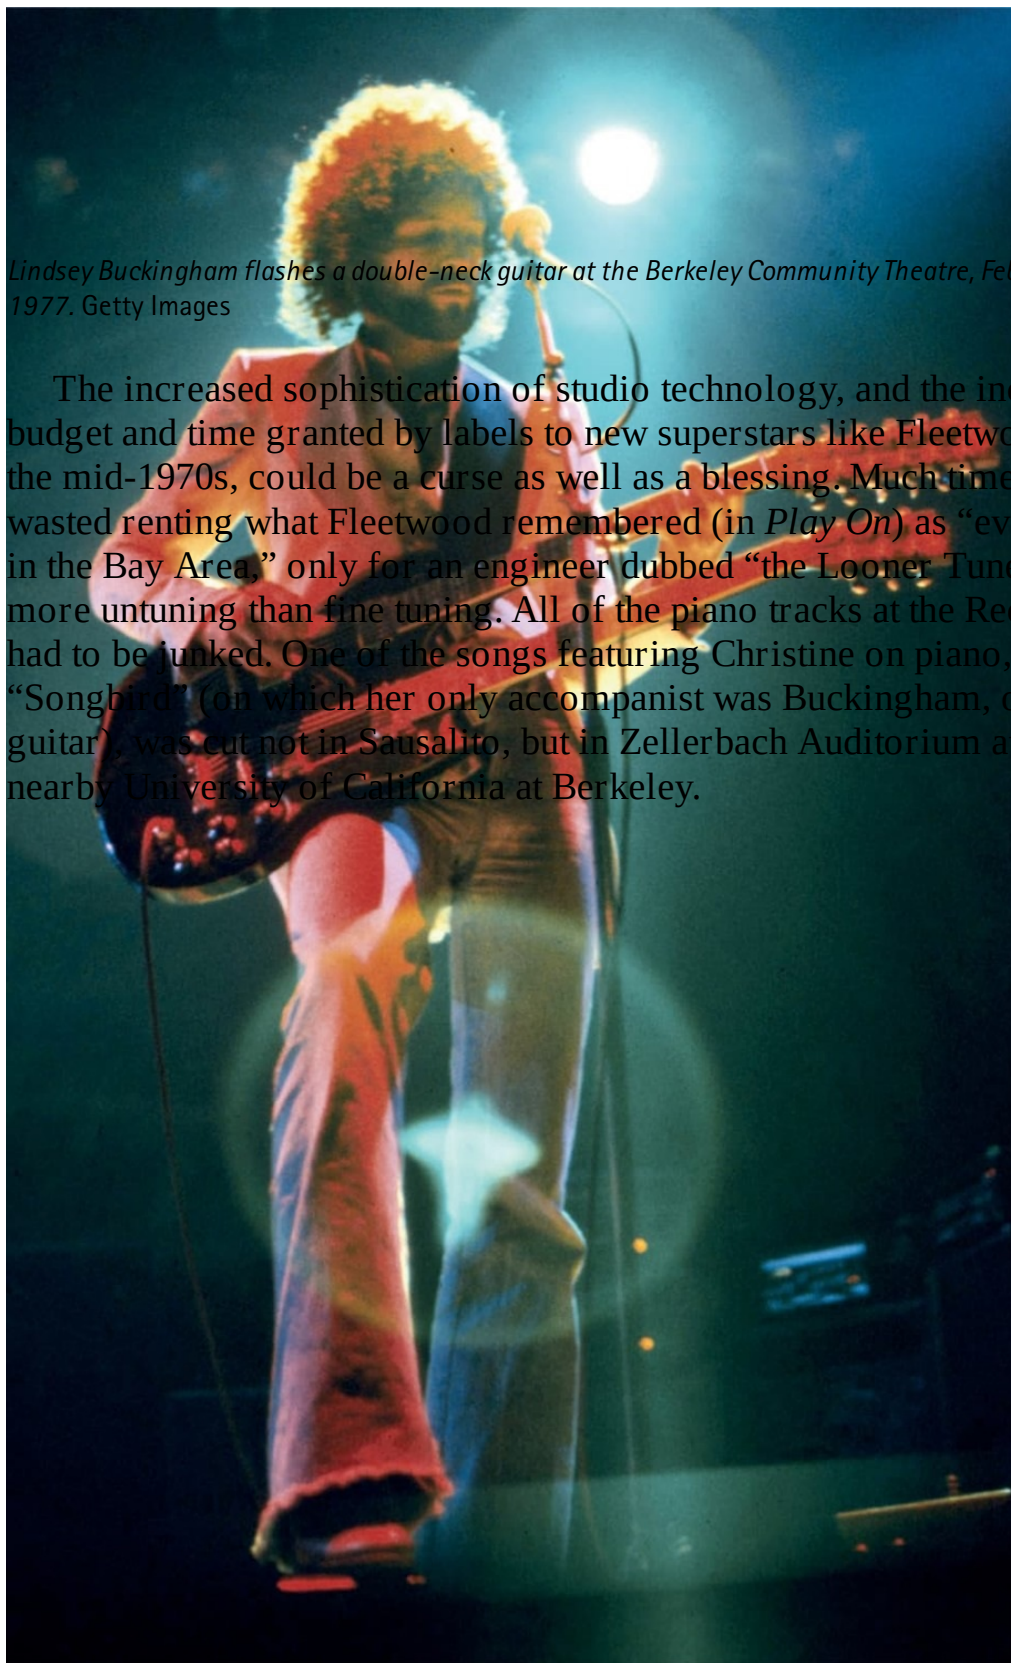 Lindsey Buckingham flashes a double-neck guitar at the Berkeley Community Theatre, Feb
1977. Getty Images
The increased sophistication of studio technology, and the inc
budget and time granted by labels to new superstars like Fleetwo
the mid-1970s, could be a curse as well as a blessing. Much time
wasted renting what Fleetwood remembered (in Play On) as “ev
in the Bay Area,” only for an engineer dubbed “the Looner Tune
more untuning than fine tuning. All of the piano tracks at the Rec
had to be junked. One of the songs featuring Christine on piano,
“Songbird” (on which her only accompanist was Buckingham, o
guitar), was cut not in Sausalito, but in Zellerbach Auditorium a
nearby University of California at Berkeley.